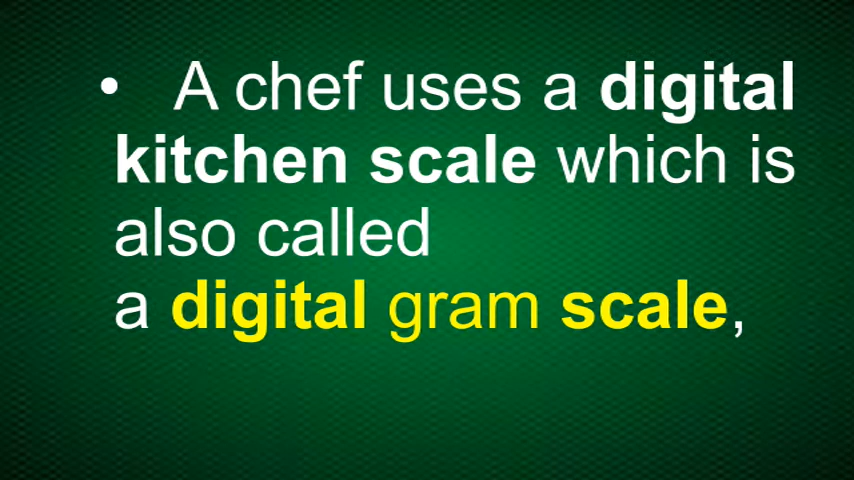 • A chef uses a digital
kitchen scale which is
also called
a digital gram scale,